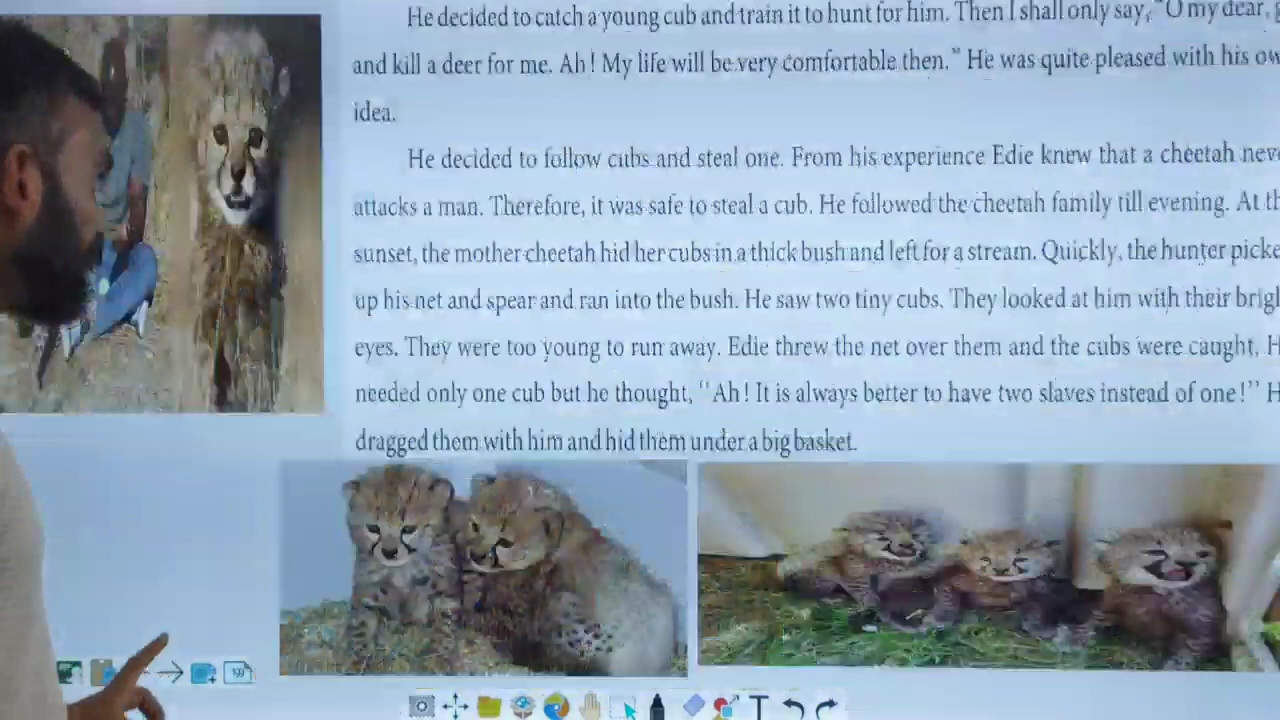 He decided to catch a young cub and train it to hunt for him. Then I shall only say, "O my dear,
and kill a deer for me. Ah! My life will be very comfortable then." He was quite pleased with his
idea.
He decided to follow cubs and steal one. From his experience Edie knew that a cheetah
attacks a man. Therefore, it was safe to steal a cub. He followed the cheetah family till evening. At
sunset, the mother cheetah hid her cubs in a thick bush and left for a stream. Quickly, the hunter
up his net and spear and ran into the bush. He saw two tiny cubs. They looked at him with their
eyes. They were too young to run away. Edie threw the net over them and the cubs were caught.
needed only one cub but he thought, "Ah! It is always better to have two slaves instead of one!"
dragged them with him and hid them under a big basket.